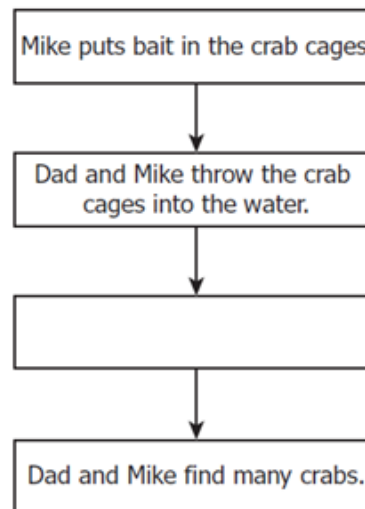 Mike puts bait in the crab cages
Dad and Mike throw the crab
cages into the water.
Dad and Mike find many crabs.